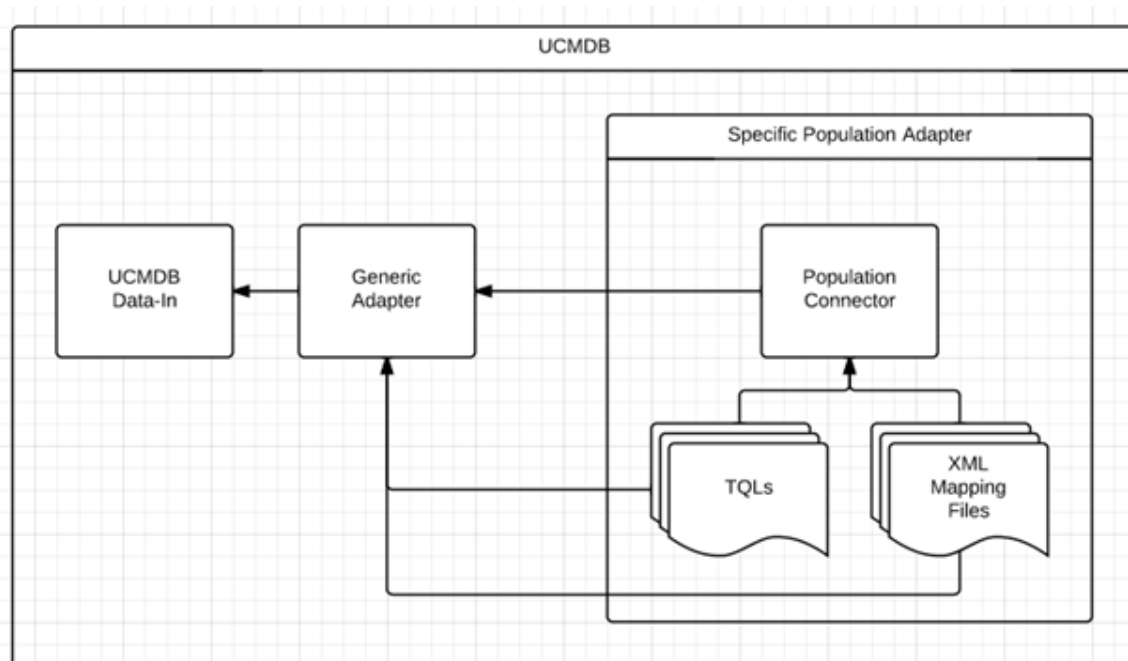 UCMDB
Specific Population Adapter
UCMDB
Data-In
Generic
Adapter
Population
Connector
TQLs
XML
Mapping
Files